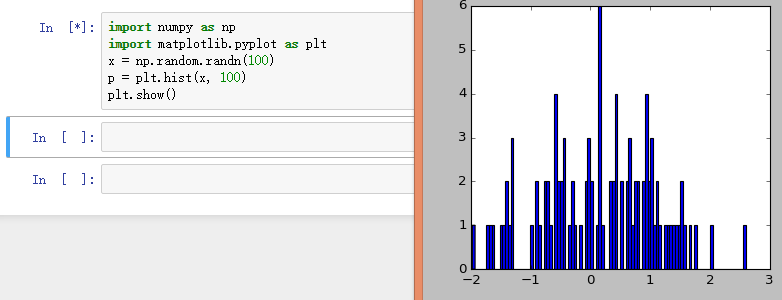 In [*]:
import numpy as np
import matplotlib.pyplot as plt
x = np.random.randn(100)
p = plt.hist(x, 100)
plt.show()
In [ ]:
In [ ]:
6
5
4
3
2
1
0
−2 −1 0 1 2 3